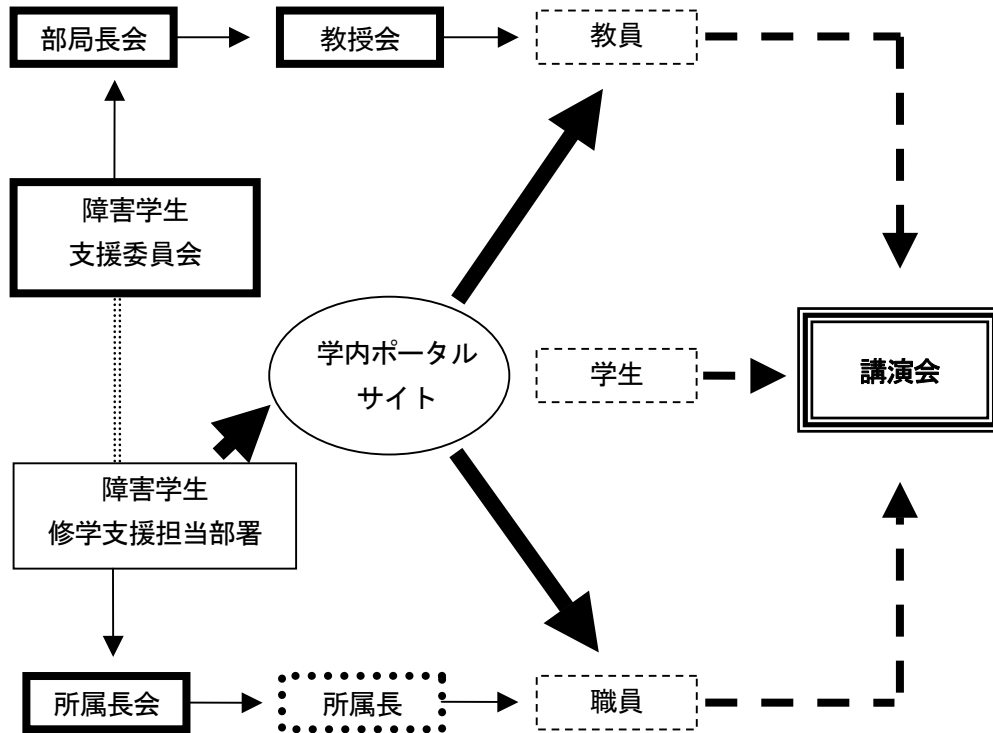 部局長会
教授会
教員
障害学生
支援委員会
学内ポータル
サイト
学生
講演会
障害学生
修学支援担当部署
所属長会
所属長
職員